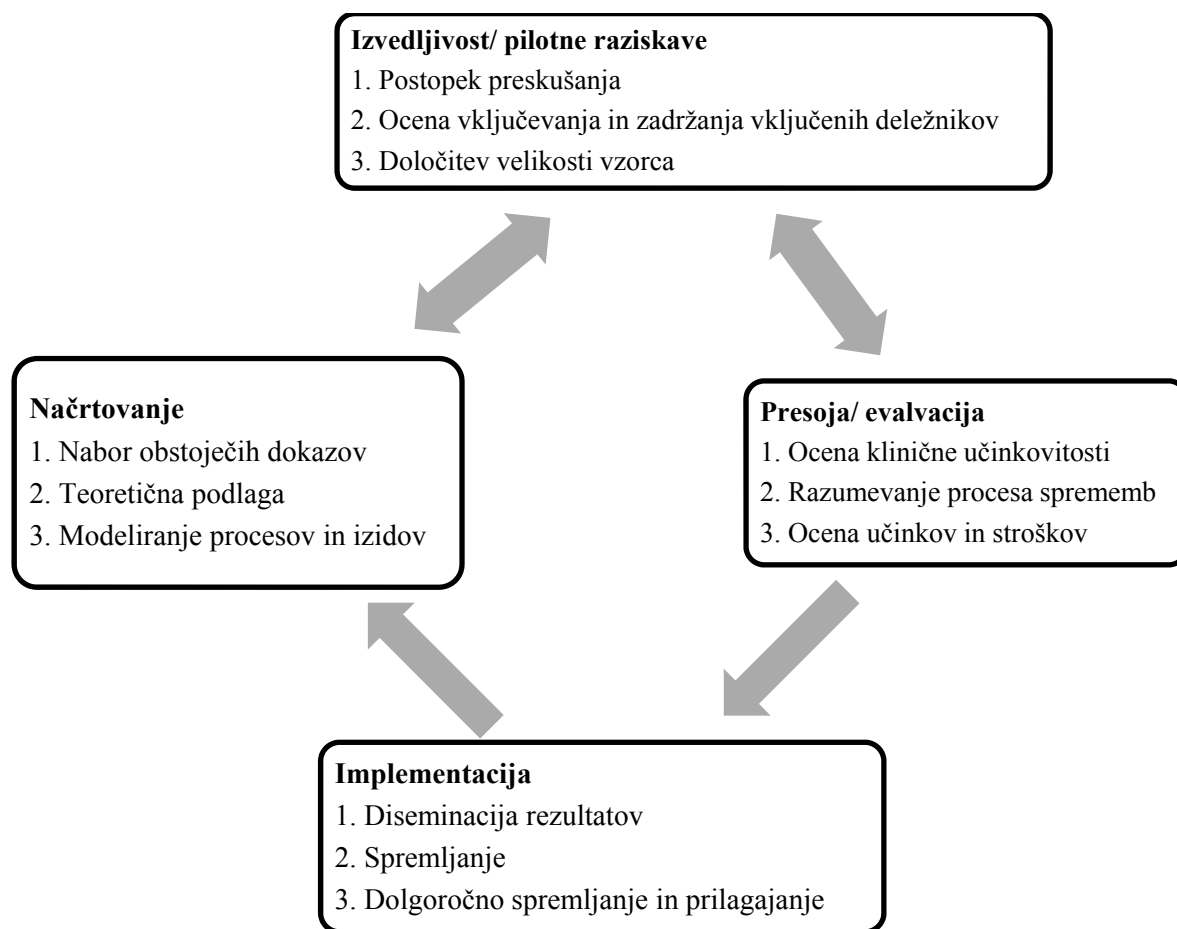 Izvedljivost/ pilotne raziskave
1. Postopek preskušanja
2. Ocena vključevanja in zadržanja vključenih deležnikov
3. Določitev velikosti vzorca
Načrtovanje
1. Nabor obstoječih dokazov
2. Teoretična podlaga
3. Modeliranje procesov in izidov
Presoja/ evalvacija
1. Ocena klinične učinkovitosti
2. Razumevanje procesa sprememb
3. Ocena učinkov in stroškov
Implementacija
1. Diseminacija rezultatov
2. Spremljanje
3. Dolgoročno spremljanje in prilagajanje